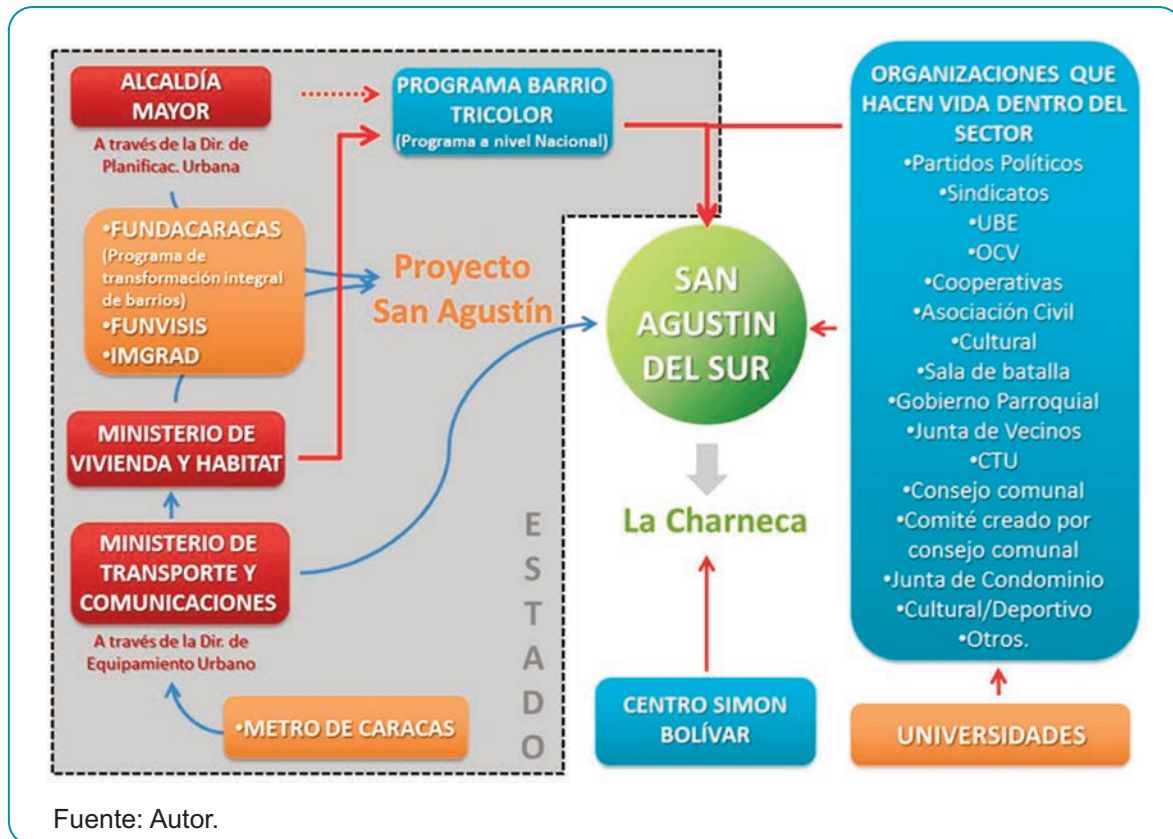 ALCALDÍA
MAYOR
A través de la Dir. de
Planificac. Urbana
PROGRAMA BARRIO
TRICOLOR
(Programa a nivel Nacional)
•FUNDACARACAS
(Programa de
transformación integral
de barrios)
•FUNVISIS
•IMGRAD
Proyecto
San Agustín
MINISTERIO DE
VIVIENDA Y HABITAT
MINISTERIO DE
TRANSPORTE Y
COMUNICACIONES
A través de la Dir. de
Equipamiento Urbano
•METRO DE CARACAS
E
S
T
A
D
O
SAN
AGUSTIN
DEL SUR
La Charneca
CENTRO SIMON
BOLÍVAR
ORGANIZACIONES QUE
HACEN VIDA DENTRO DEL
SECTOR
•Partidos Políticos
•Sindicatos
•UBE
•OCV
•Cooperativas
•Asociación Civil
•Cultural
•Sala de batalla
•Gobierno Parroquial
•Junta de Vecinos
•CTU
•Consejo comunal
•Comité creado por
consejo comunal
•Junta de Condominio
•Cultural/Deportivo
•Otros.
UNIVERSIDADES
Fuente: Autor.